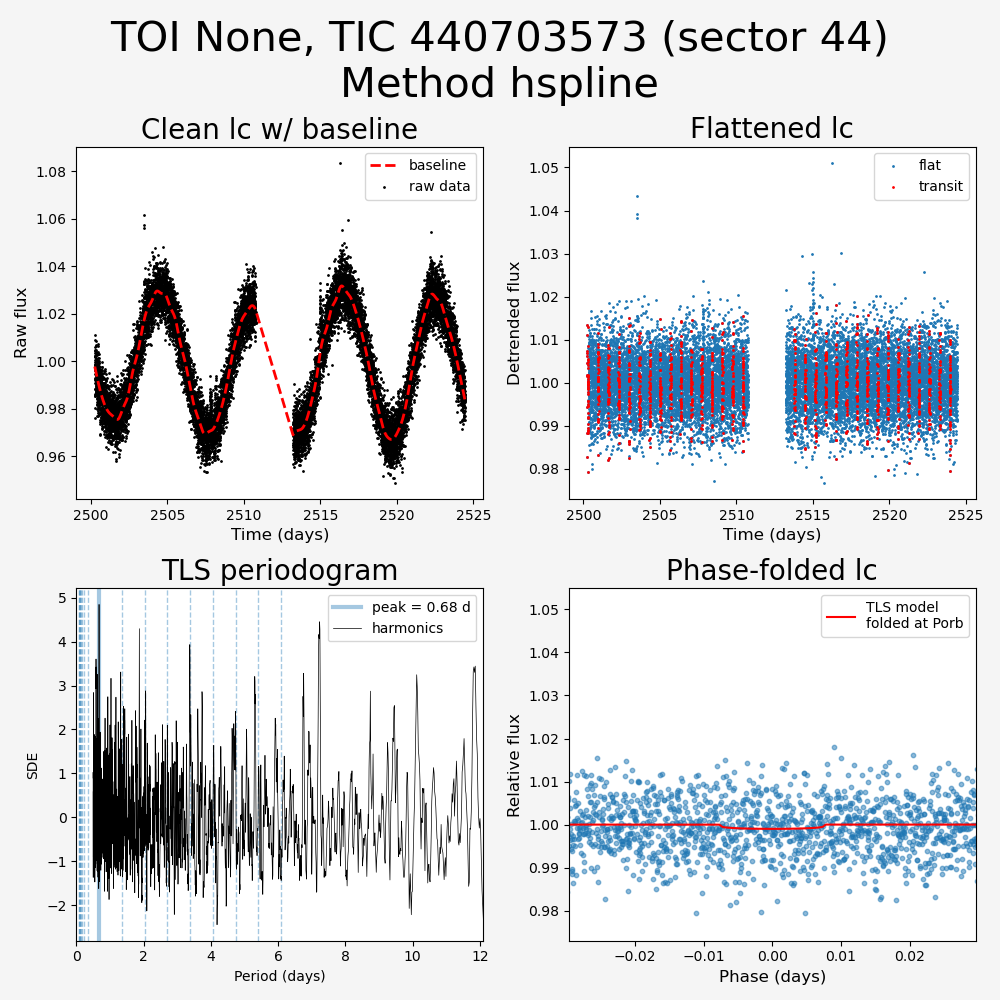 TOI None, TIC 440703573 (sector 44)
Method hspline
Clean lc w/ baseline
baseline
raw data
Raw flux
1.08
1.06
1.04
1.02
1.00
0.98
0.96
2500
2505
2510
2515
2520
2525
Time (days)
Flattened lc
flat
transit
Detrended flux
1.05
1.04
1.03
1.02
1.01
1.00
0.99
0.98
2500
2505
2510
2515
2520
2525
Time (days)
TLS periodogram
peak = 0.68 d
harmonics
SDE
5
4
3
2
1
0
−1
−2
0
2
4
6
8
10
12
Period (days)
Phase-folded lc
TLS model
folded at Porb
Relative flux
1.05
1.04
1.03
1.02
1.01
1.00
0.99
0.98
−0.02
−0.01
0.00
0.01
0.02
Phase (days)